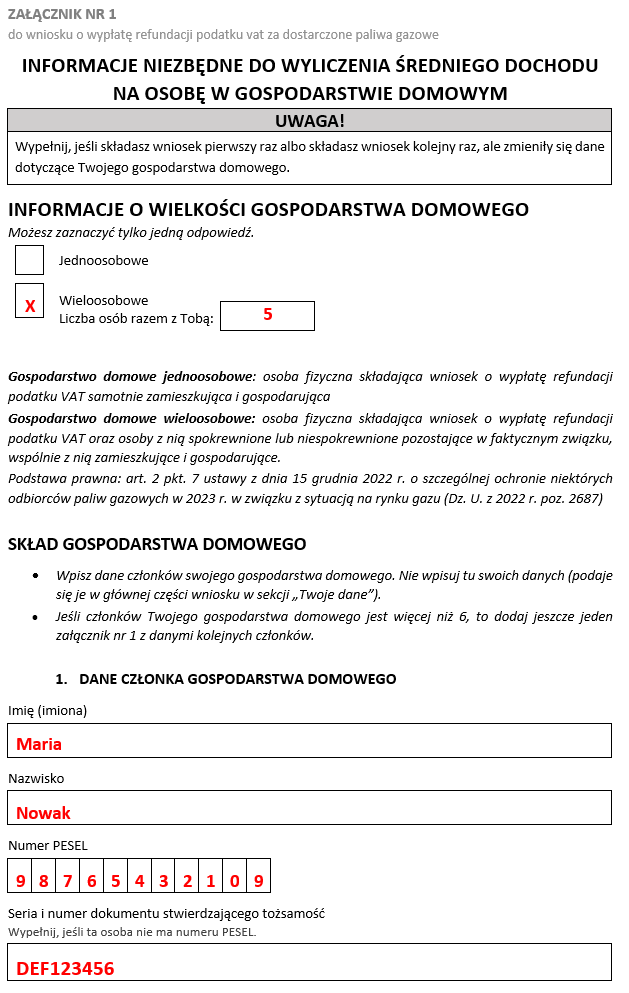 ZAŁĄCZNIK NR 1
do wniosku o wypłatę refundacji podatku vat za dostarczone paliwa gazowe
INFORMACJE NIEZBĘDNE DO WYLICZENIA ŚREDNIEGO DOCHODU
NA OSOBĘ W GOSPODARSTWIE DOMOWYM
UWAGA!
Wypełnij, jeśli składasz wniosek pierwszy raz albo składasz wniosek kolejny raz, ale zmieniły się dane
dotyczące Twojego gospodarstwa domowego.
INFORMACJE O WIELKOŚCI GOSPODARSTWA DOMOWEGO
Możesz zaznaczyć tylko jedną odpowiedź.
Jednoosobowe
X Wieloosobowe
Liczba osób razem z Tobą: 5
Gospodarstwo domowe jednoosobowe: osoba fizyczna składająca wniosek o wypłatę refundacji
podatku VAT samotnie zamieszkująca i gospodarująca
Gospodarstwo domowe wieloosobowe: osoba fizyczna składająca wniosek o wypłatę refundacji
podatku VAT oraz osoby z nią spokrewnione lub niespokrewnione pozostające w faktycznym związku,
wspólnie z nią zamieszkujące i gospodarujące.
Podstawa prawna: art. 2 pkt. 7 ustawy z dnia 15 grudnia 2022 r. o szczególnej ochronie niektórych
odbiorców paliw gazowych w 2023 r. w związku z sytuacją na rynku gazu (Dz. U. z 2022 r. poz. 2687)
SKŁAD GOSPODARSTWA DOMOWEGO
• Wpisz dane członków swojego gospodarstwa domowego. Nie wpisuj tu swoich danych (podaje
się je w głównej części wniosku w sekcji „Twoje dane”).
• Jeśli członków Twojego gospodarstwa domowego jest więcej niż 6, to dodaj jeszcze jeden
załącznik nr 1 z danymi kolejnych członków.
1. DANE CZŁONKA GOSPODARSTWA DOMOWEGO
Imię (imiona)
Maria
Nazwisko
Nowak
Numer PESEL
9 8 7 6 5 4 3 2 1 0 9
Seria i numer dokumentu stwierdzającego tożsamość
Wypełnij, jeśli ta osoba nie ma numeru PESEL.
DEF123456